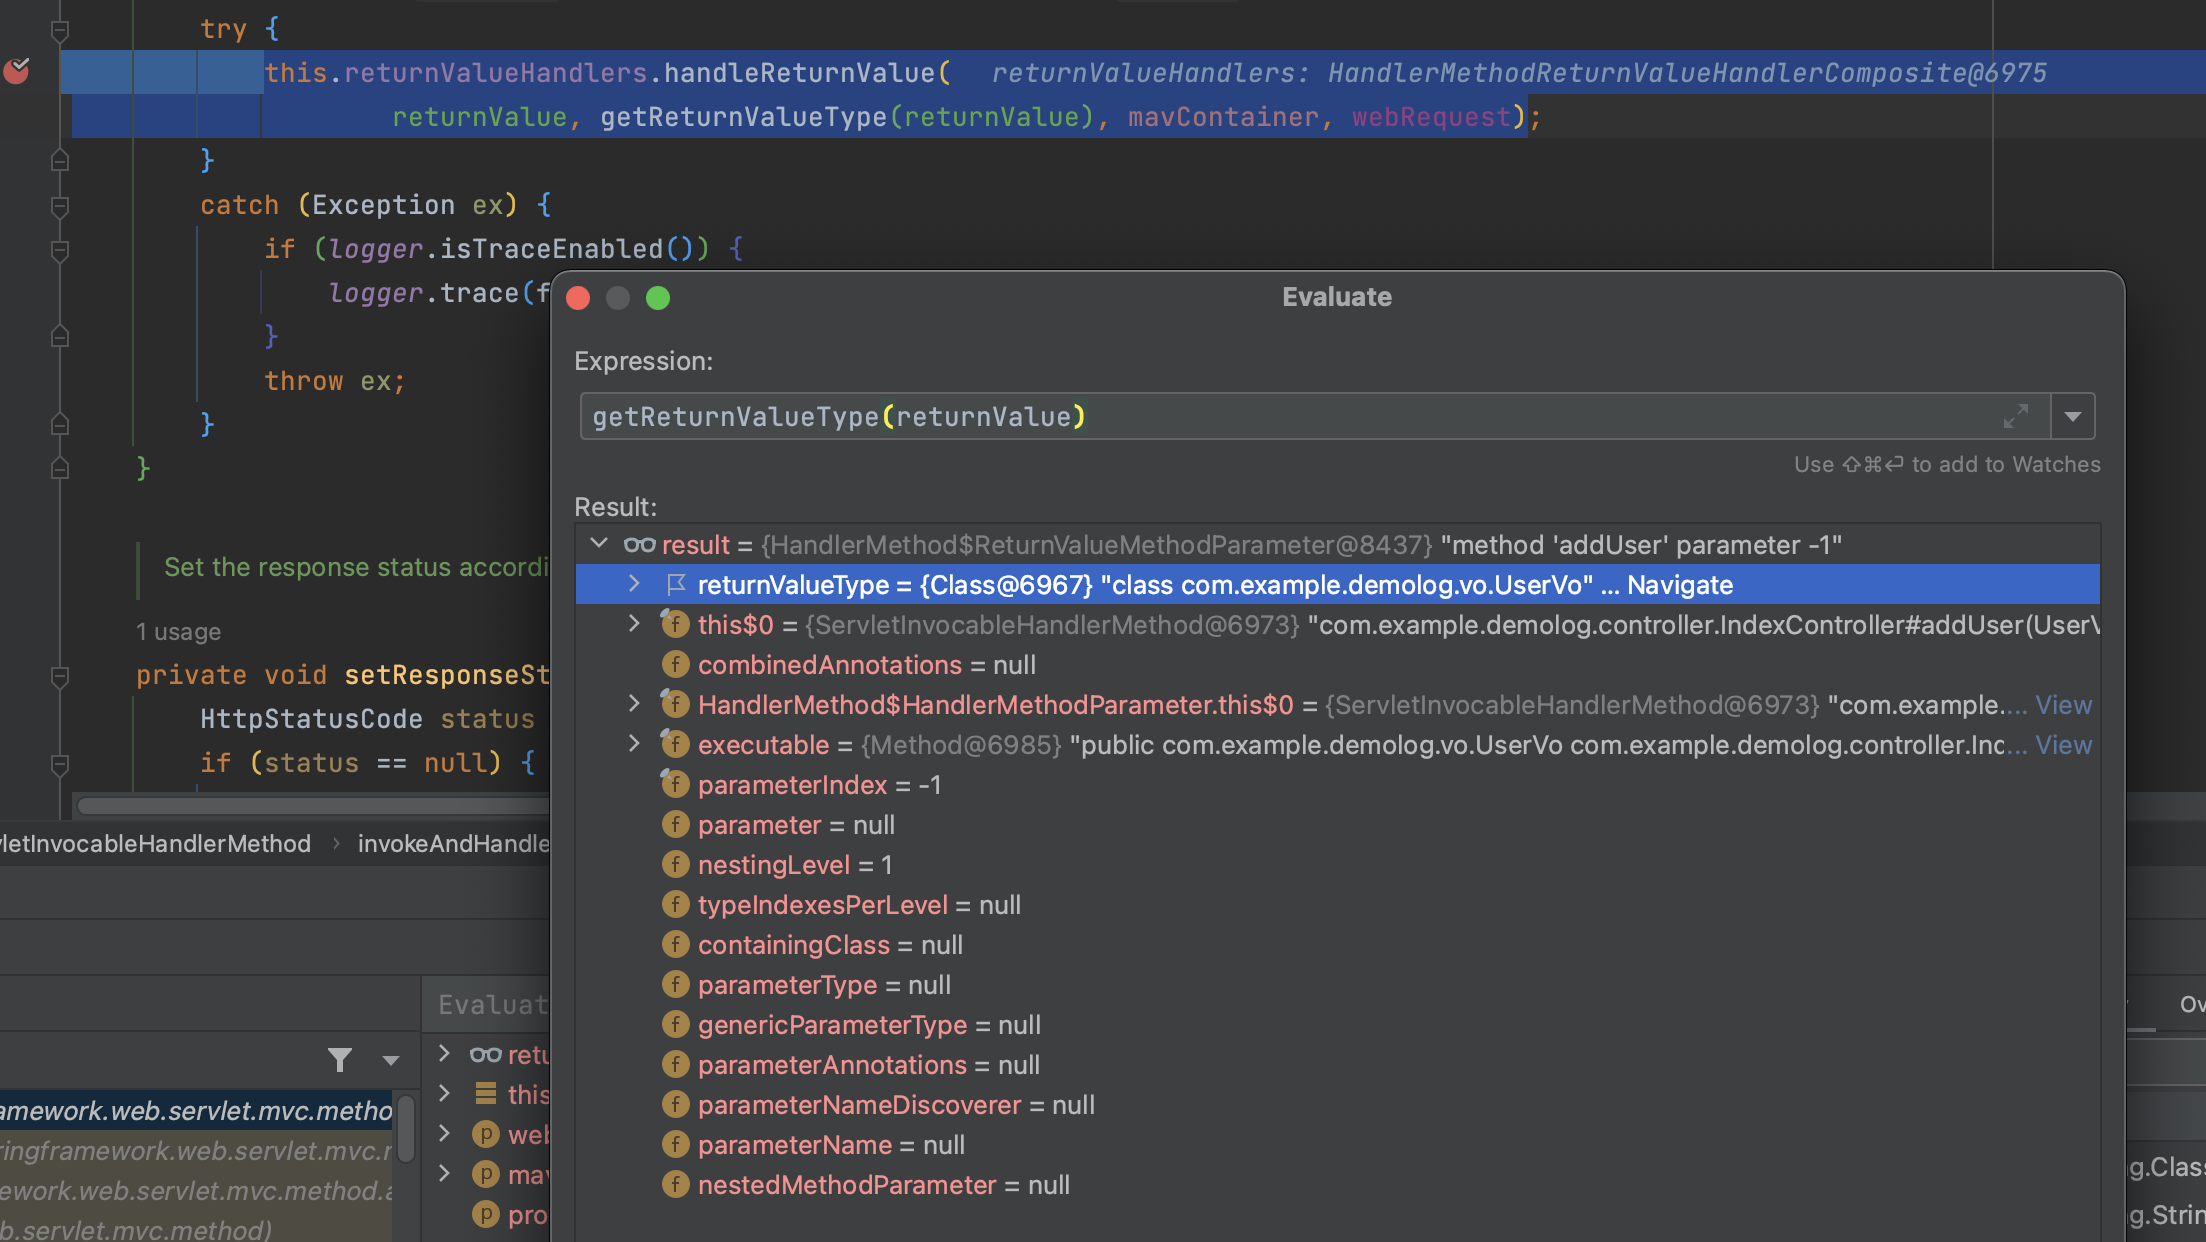 try {
this.returnValueHandlers.handleReturnValue( returnValueHandlers: HandlerMethodReturnValueHandlerComposite@6975
returnValue, getReturnValueType(returnValue), mavContainer, webRequest);
}
catch (Exception ex) {
if (logger.isTraceEnabled()) {
logger.trace(f
}
throw ex;
}
}
Set the response status accordi
1 usage
private void setResponseSt
HttpStatusCode status
if (status == null) {
Evaluate
Expression:
getReturnValueType(returnValue)
Use ⇧⌘⏎ to add to Watches
Result:
result = {HandlerMethod$ReturnValueMethodParameter@8437} "method 'addUser' parameter -1"
returnValueType = {Class@6967} "class com.example.demolog.vo.UserVo" ... Navigate
this$0 = {ServletInvocableHandlerMethod@6973} "com.example.demolog.controller.IndexController#addUser(UserV
combinedAnnotations = null
HandlerMethod$HandlerMethodParameter.this$0 = {ServletInvocableHandlerMethod@6973} "com.example.... View
executable = {Method@6985} "public com.example.demolog.vo.UserVo com.example.demolog.controller.Inc... View
parameterIndex = -1
parameter = null
nestingLevel = 1
typeIndexesPerLevel = null
containingClass = null
parameterType = null
genericParameterType = null
parameterAnnotations = null
parameterNameDiscoverer = null
parameterName = null
nestedMethodParameter = null
vletInvocableHandlerMethod › invokeAndHandle
Evaluat
retu
this
web
mav
pro
amework.web.servlet.mvc.metho
ringframework.web.servlet.mvc.r
ework.web.servlet.mvc.method.a
b.servlet.mvc.method)
Ov
g.Class
g.Strin